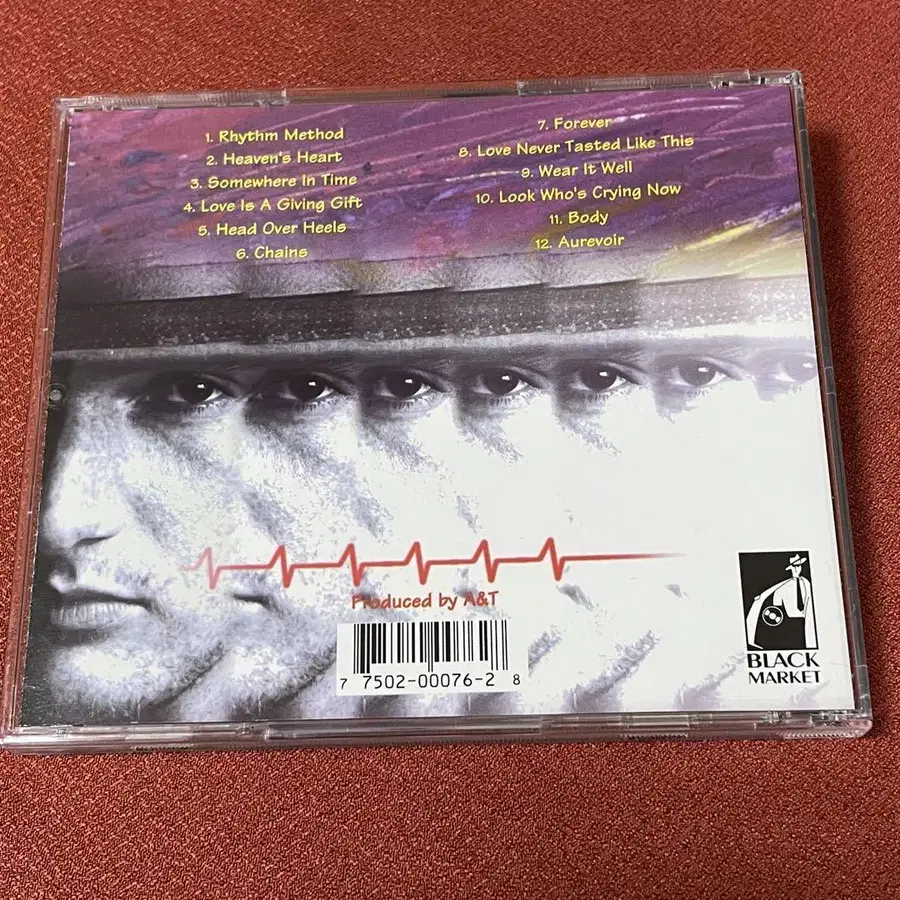 1. Rhythm Method
2. Heaven's Heart
3. Somewhere In Time
4. Love Is A Giving Gift
5. Head Over Heels
6. Chains
7. Forever
8. Love Never Tasted Like This
9. Wear It Well
10. Look Who's Crying Now
11. Body
12. Aurevoir
Produced by A&T
7 7502-00076-2 8
BLACK
MARKET